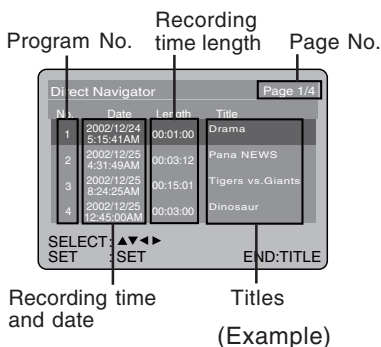 Recording
Program No. time length Page No.
Direct Navigator Page 1/4
No. Date Length Title
1 2002/12/24 5:15:41AM 00:01:00 Drama
2 2002/12/25 4:31:49AM 00:03:12 Pana NEWS
3 2002/12/25 8:24:25AM 00:15:01 Tigers vs.Giants
4 2002/12/25 12:45:00AM 00:03:00 Dinosaur
SELECT: ▲▼◄►
SET : SET END:TITLE
Recording time Titles
and date
(Example)